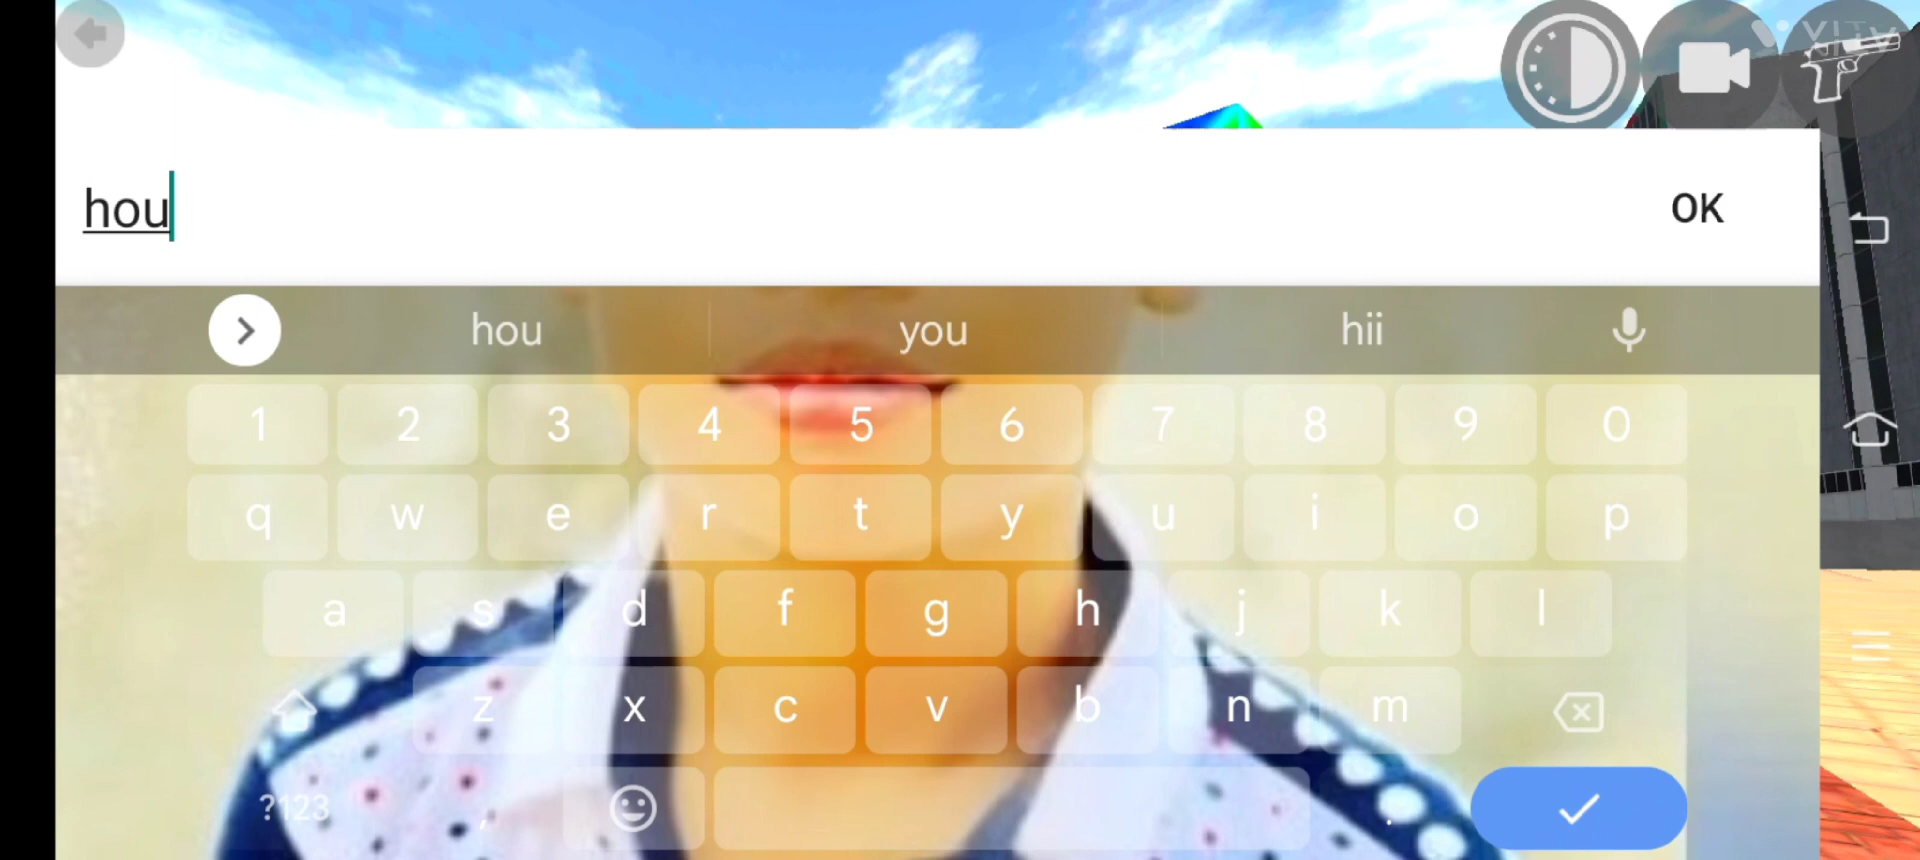 hou
OK
hou you hii
1 2 3 4 5 6 7 8 9 0
q w e r t y u i o p
a s d f g h j k l
z x c v b n m
?123 , .